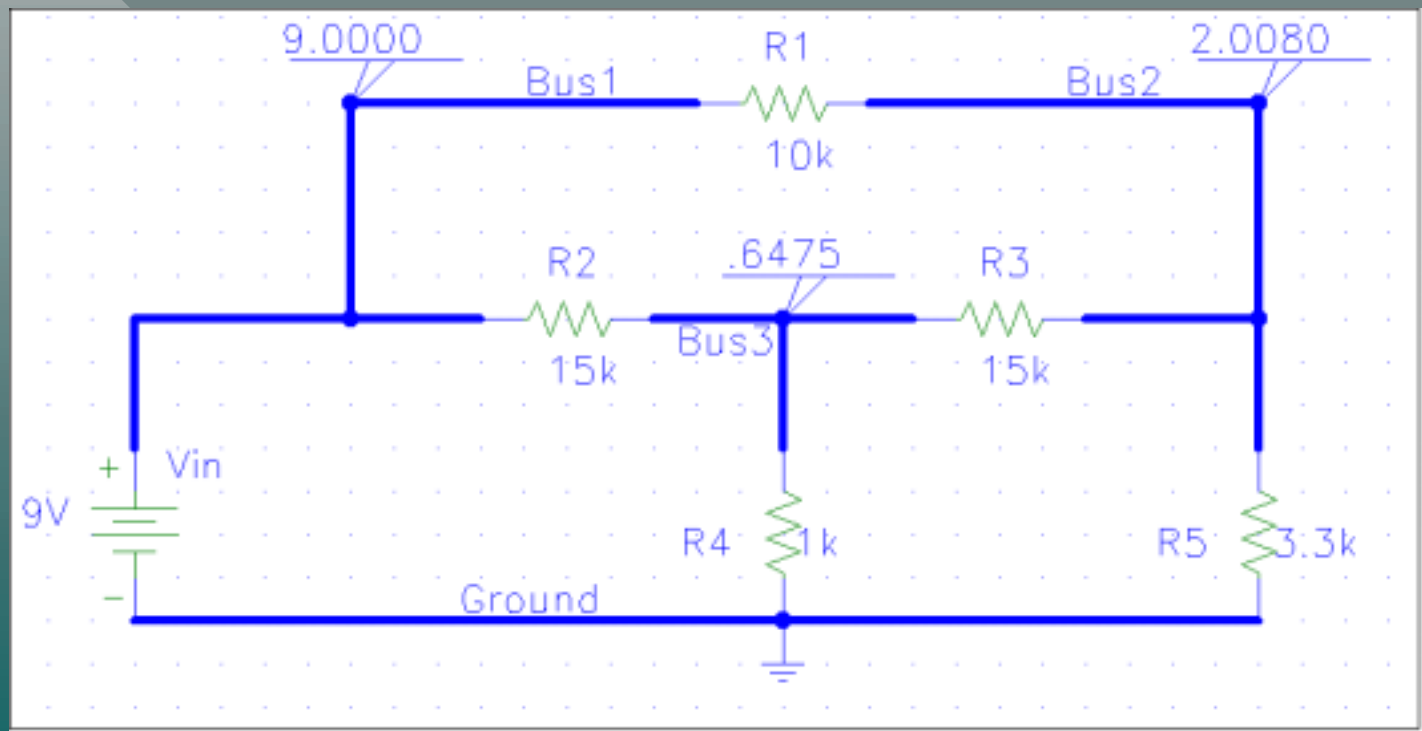 9.0000
R1
2.0080
Bus1
Bus2
10k
R2
.6475
R3
Bus3
15k
15k
+
Vin
9V
R4
1k
R5
3.3k
−
Ground